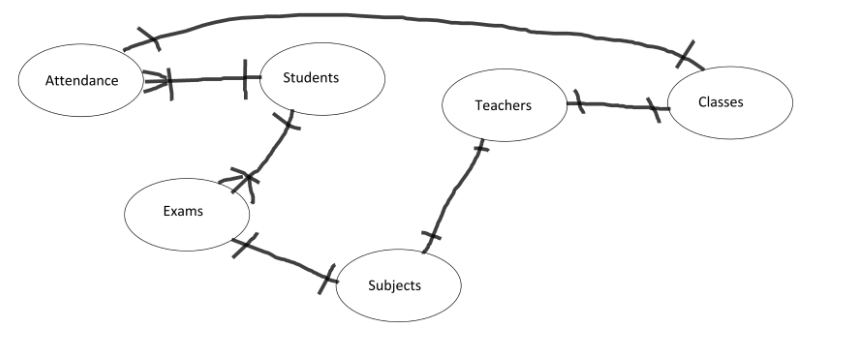 Attendance
Students
Teachers
Classes
Exams
Subjects